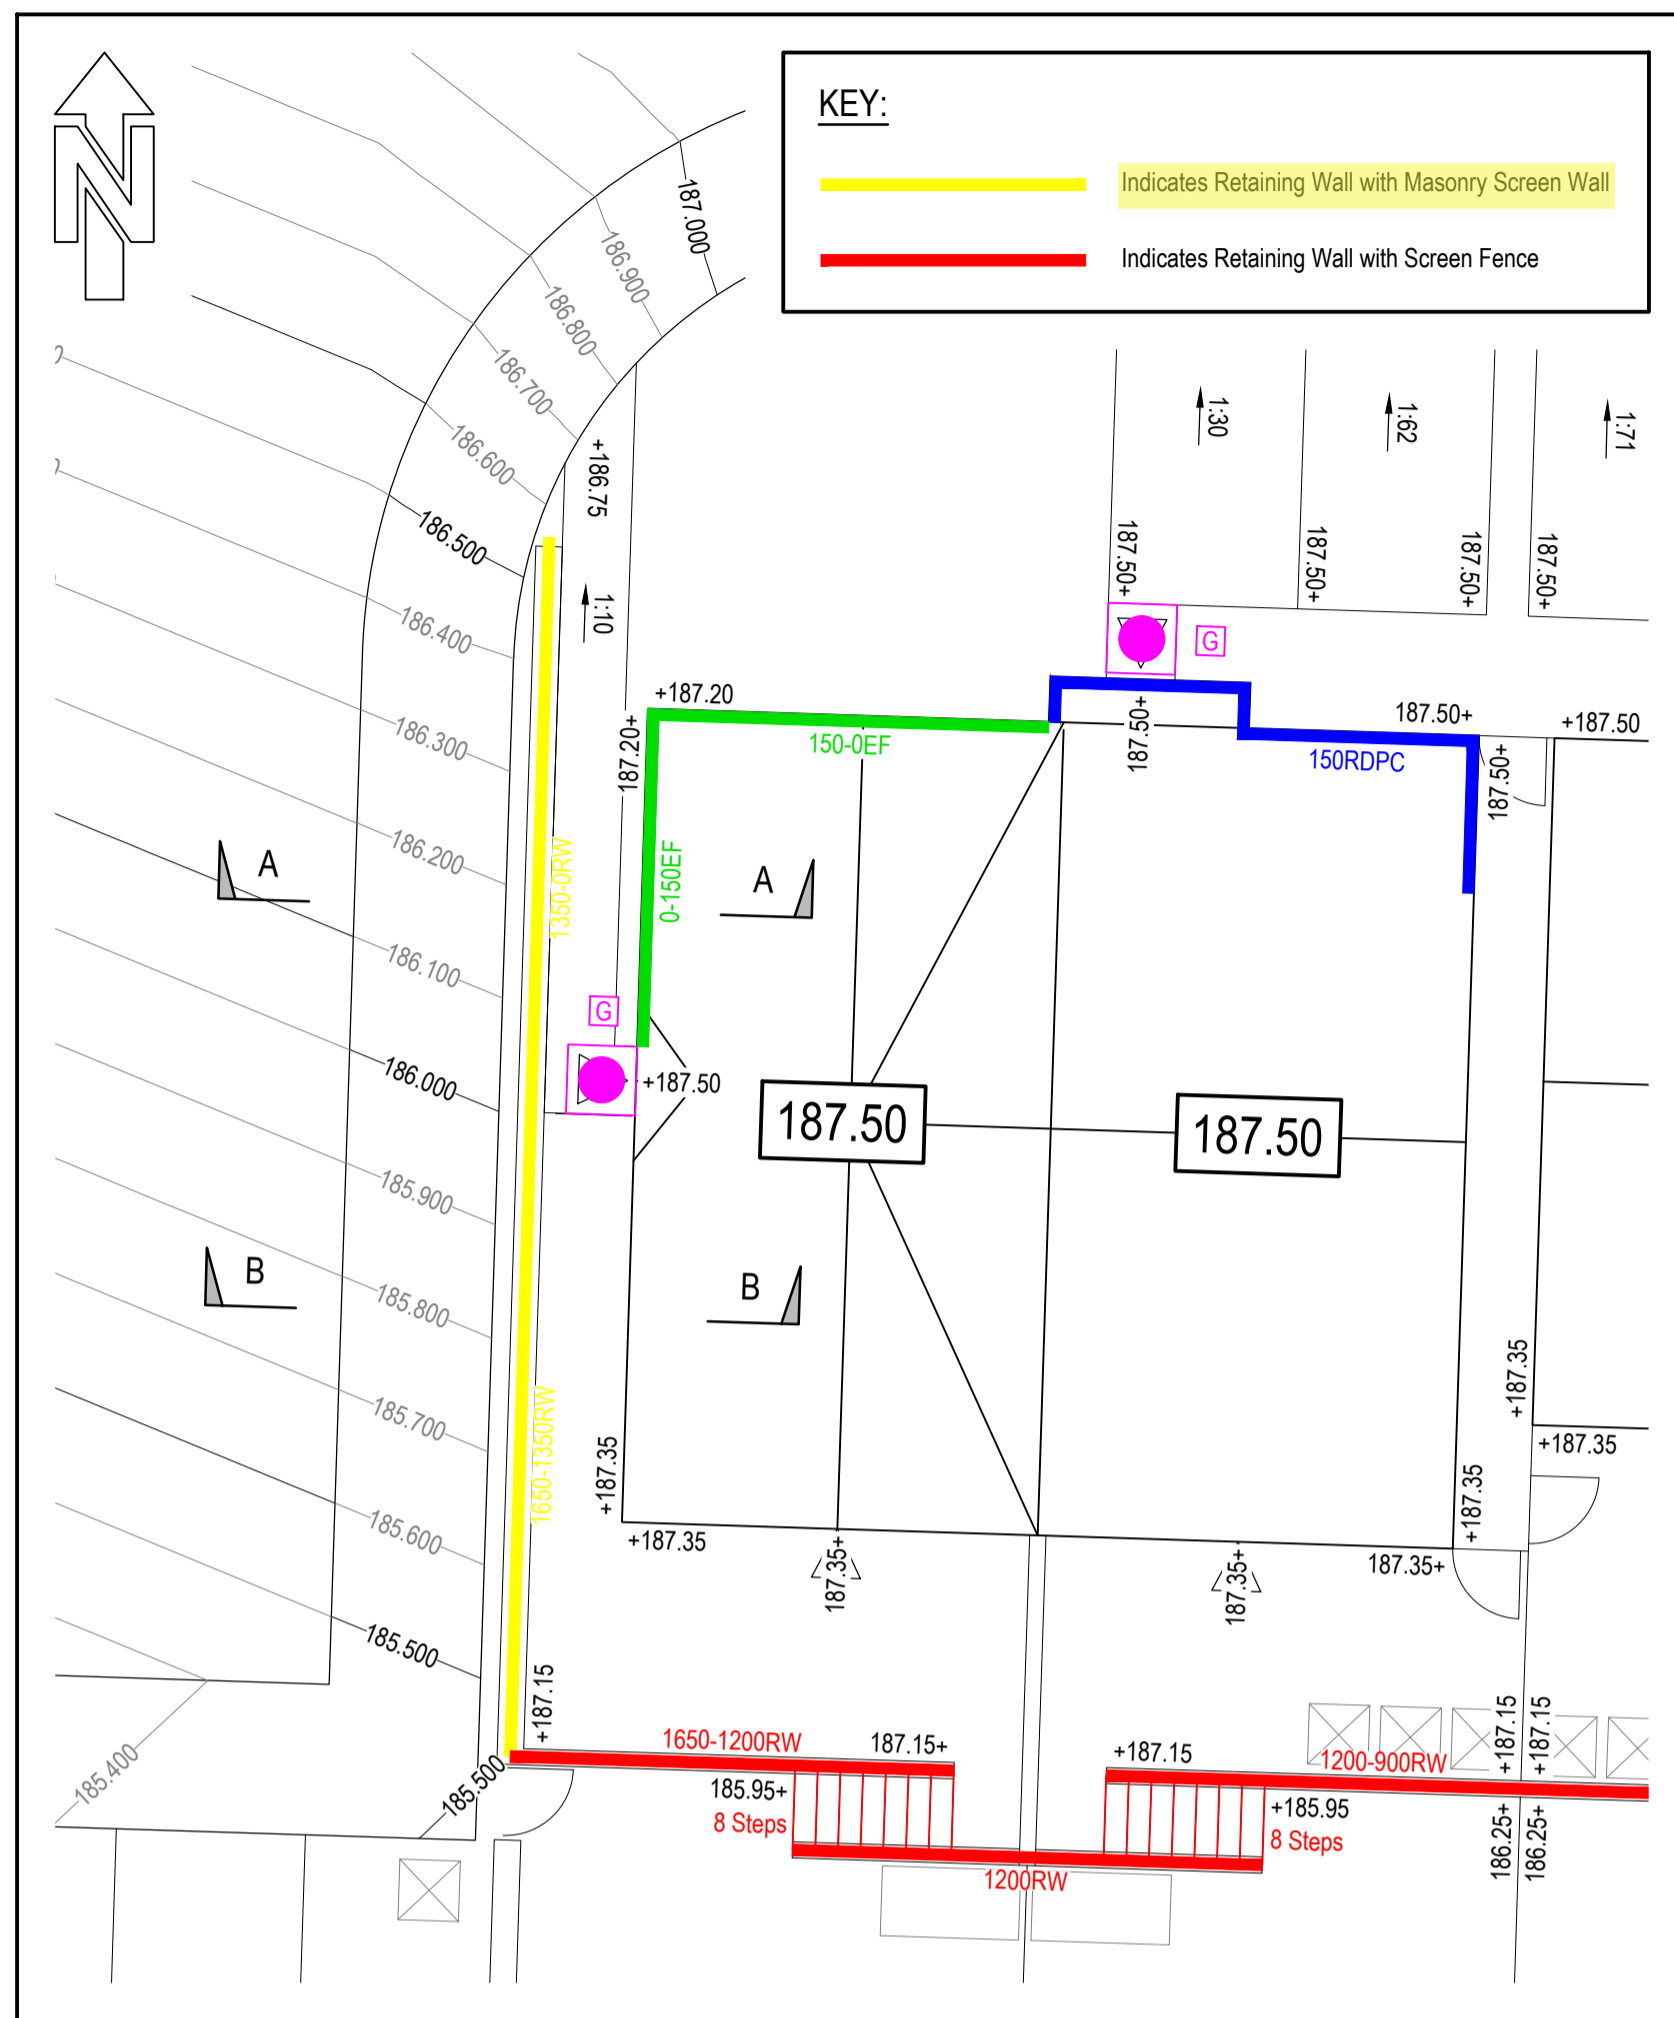 KEY:
Indicates Retaining Wall with Masonry Screen Wall
Indicates Retaining Wall with Screen Fence
N
187.000
186.900
186.800
186.700
186.600
186.500
186.400
186.300
186.200
186.100
186.000
185.900
185.800
185.700
185.600
185.500
185.400
185.500
+186.75
1:10
1:30
1:62
1:71
187.50+
187.50+
187.50+
187.50+
G
+187.20
187.20+
150-0EF
0-150EF
187.50+
187.50+
+187.50
150RDPC
187.50+
A
A
1350-0RW
G
+187.50
187.50
187.50
B
B
1650-1350RW
+187.35
+187.35
187.35+
187.35+
187.35+
+187.35
+187.35
+187.35
+187.15
1650-1200RW
187.15+
185.95+
8 Steps
+187.15
1200-900RW
+185.95
8 Steps
1200RW
+187.15
+187.15
186.25+
186.25+